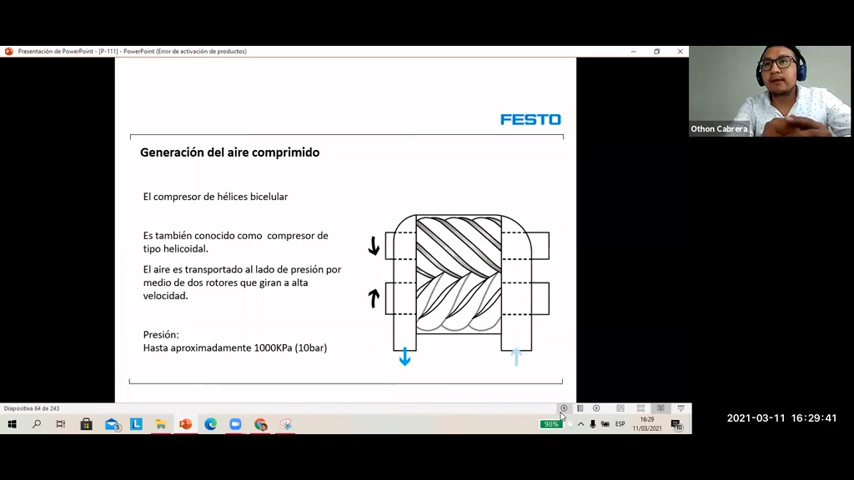 Presentación de PowerPoint - [P-111] - PowerPoint (Error de activación de productos)
Othon Cabrera
FESTO
Generación del aire comprimido
El compresor de hélices bicelular
Es también conocido como compresor de
tipo helicoidal.
El aire es transportado al lado de presión por
medio de dos rotores que giran a alta
velocidad.
Presión:
Hasta aproximadamente 1000KPa (10bar)
Diapositiva 64 de 243
98%
ESP
16:29
11/03/2021
2021-03-11 16:29:41